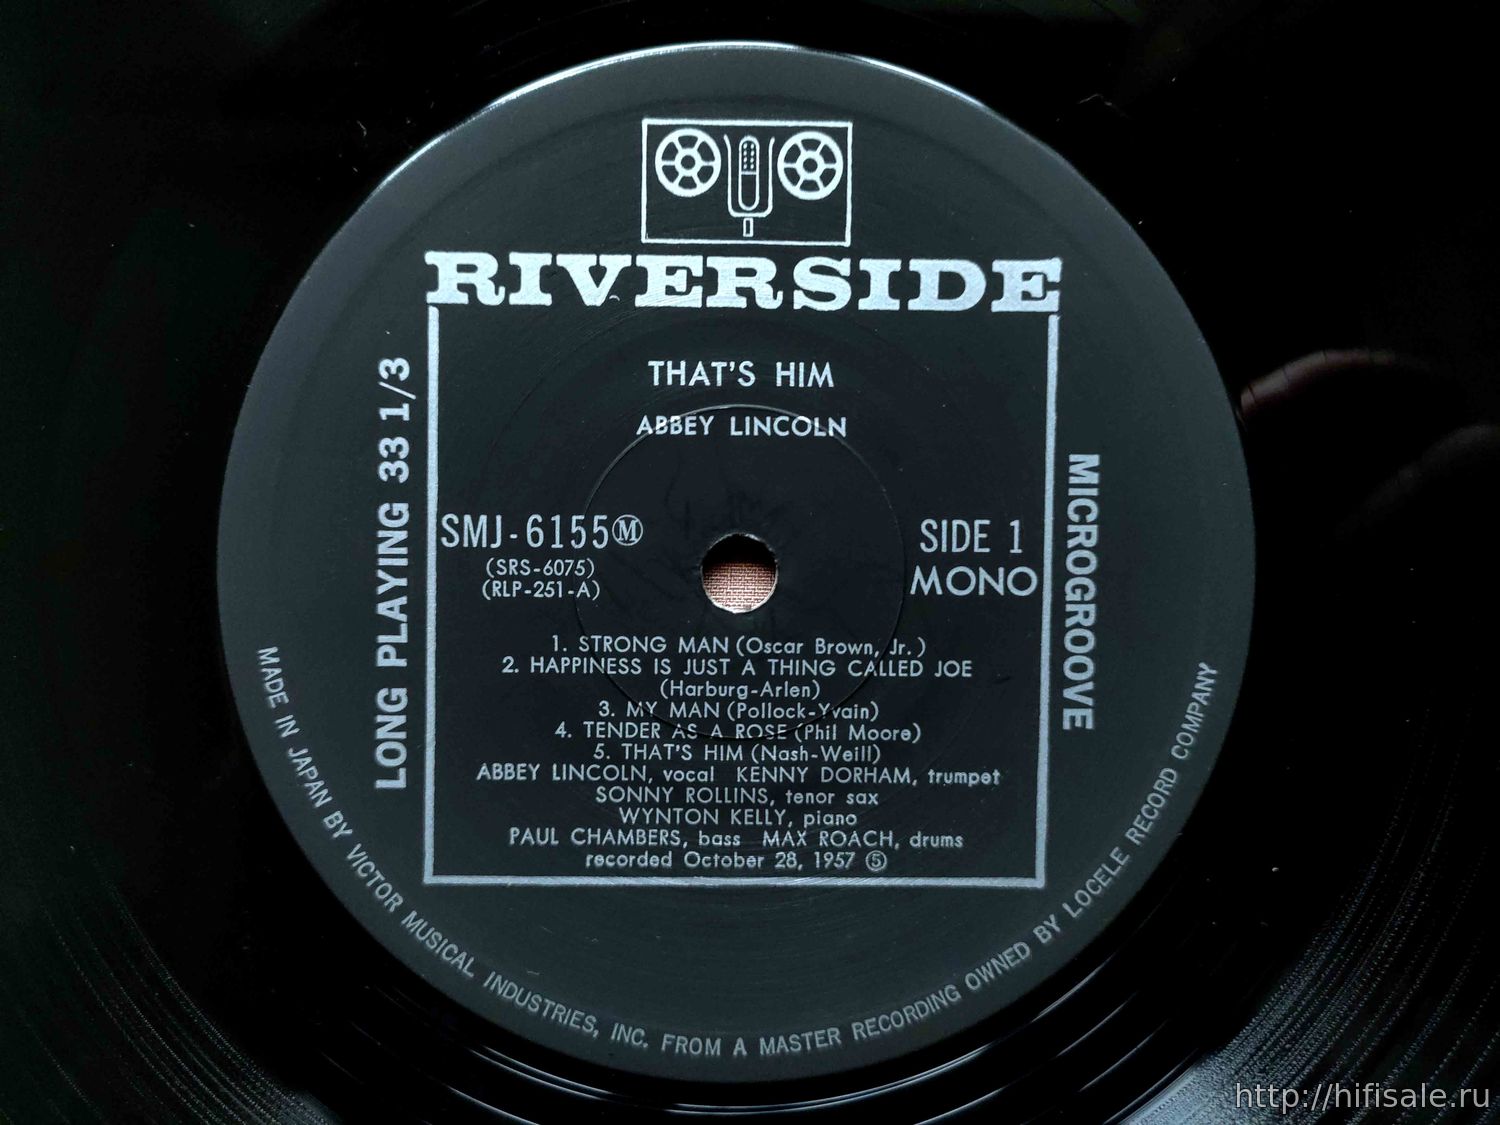 RIVERSIDE
THAT'S HIM
ABBEY LINCOLN
LONG PLAYING 33 1/3
MICROGROOVE
SMJ-6155Ⓜ
(SRS-6075)
(RLP-251-A)
SIDE 1
MONO
1. STRONG MAN (Oscar Brown, Jr.)
2. HAPPINESS IS JUST A THING CALLED JOE
(Harburg-Arlen)
3. MY MAN (Pollock-Yvain)
4. TENDER AS A ROSE (Phil Moore)
5. THAT'S HIM (Nash-Weill)
ABBEY LINCOLN, vocal KENNY DORHAM, trumpet
SONNY ROLLINS, tenor sax
WYNTON KELLY, piano
PAUL CHAMBERS, bass MAX ROACH, drums
recorded October 28, 1957 ⑤
MADE IN JAPAN BY VICTOR MUSICAL INDUSTRIES, INC. FROM A MASTER RECORDING OWNED BY LOCELE RECORD COMPANY
http://hifisale.ru